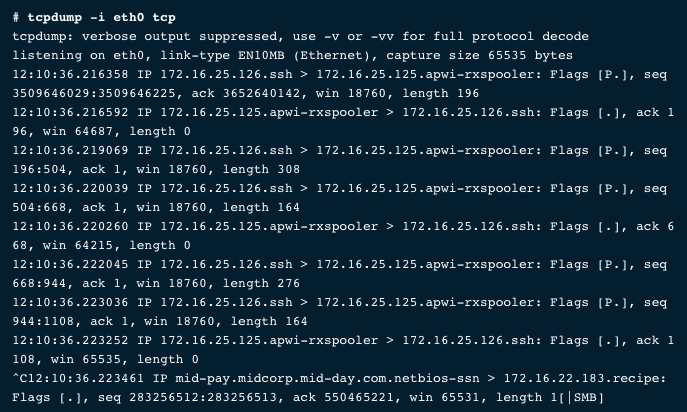 # tcpdump -i eth0 tcp
tcpdump: verbose output suppressed, use -v or -vv for full protocol decode
listening on eth0, link-type EN10MB (Ethernet), capture size 65535 bytes
12:10:36.216358 IP 172.16.25.126.ssh > 172.16.25.125.apwi-rxspooler: Flags [P.], seq
3509646029:3509646225, ack 3652640142, win 18760, length 196
12:10:36.216592 IP 172.16.25.125.apwi-rxspooler > 172.16.25.126.ssh: Flags [.], ack 1
96, win 64687, length 0
12:10:36.219069 IP 172.16.25.126.ssh > 172.16.25.125.apwi-rxspooler: Flags [P.], seq
196:504, ack 1, win 18760, length 308
12:10:36.220039 IP 172.16.25.126.ssh > 172.16.25.125.apwi-rxspooler: Flags [P.], seq
504:668, ack 1, win 18760, length 164
12:10:36.220260 IP 172.16.25.125.apwi-rxspooler > 172.16.25.126.ssh: Flags [.], ack 6
68, win 64215, length 0
12:10:36.222045 IP 172.16.25.126.ssh > 172.16.25.125.apwi-rxspooler: Flags [P.], seq
668:944, ack 1, win 18760, length 276
12:10:36.223036 IP 172.16.25.126.ssh > 172.16.25.125.apwi-rxspooler: Flags [P.], seq
944:1108, ack 1, win 18760, length 164
12:10:36.223252 IP 172.16.25.125.apwi-rxspooler > 172.16.25.126.ssh: Flags [.], ack 1
108, win 65535, length 0
^C12:10:36.223461 IP mid-pay.midcorp.mid-day.com.netbios-ssn > 172.16.22.183.recipe:
Flags [.], seq 283256512:283256513, ack 550465221, win 65531, length 1[|SMB]